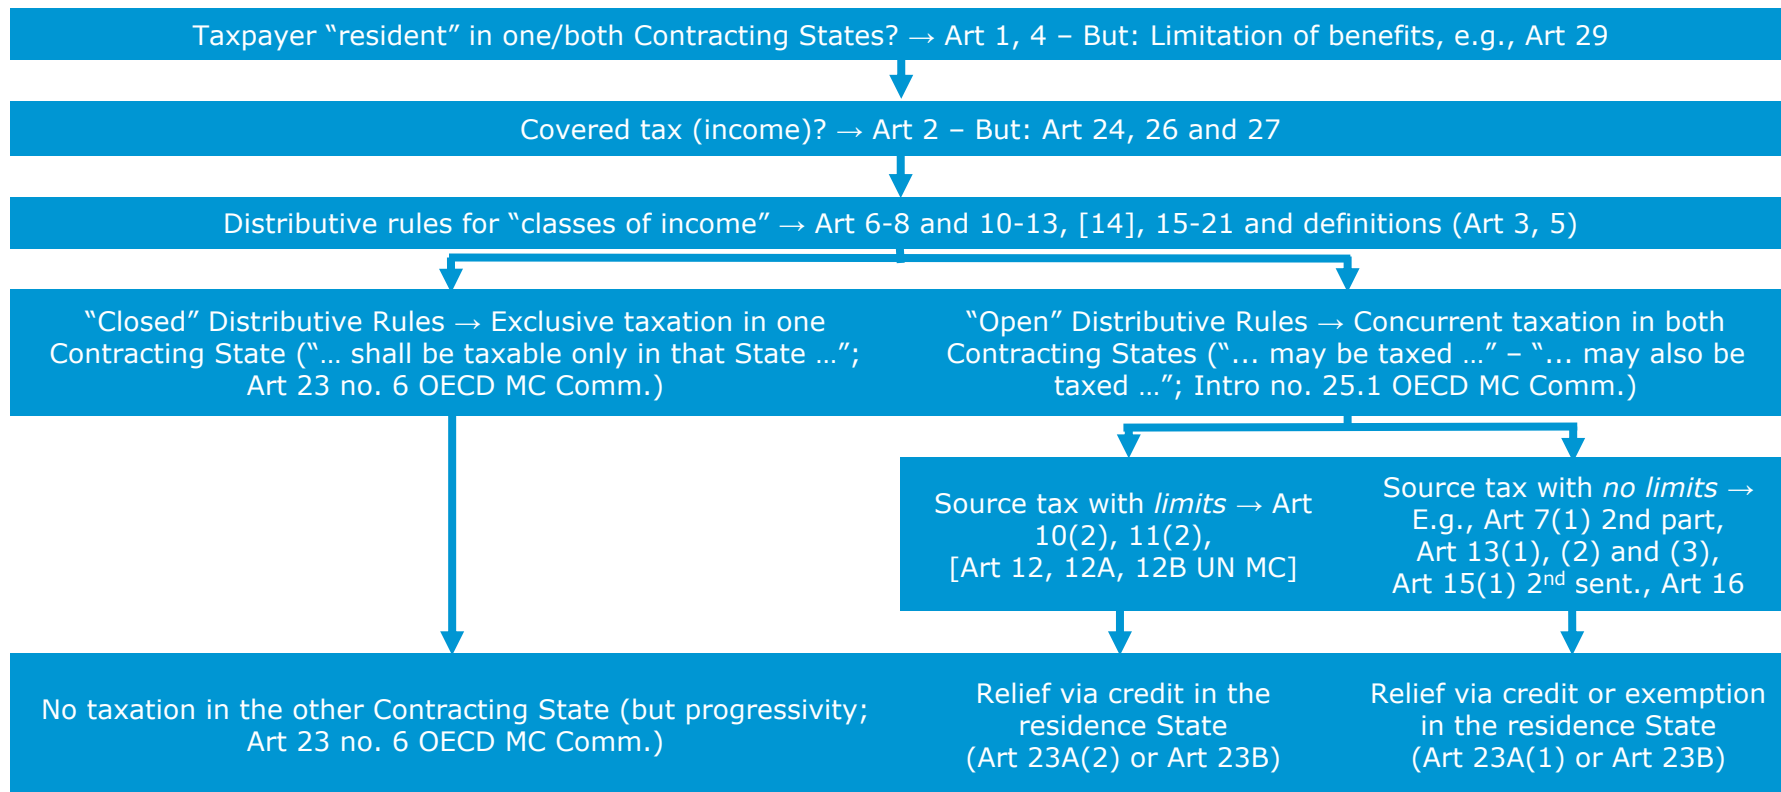 Taxpayer “resident” in one/both Contracting States? → Art 1, 4 – But: Limitation of benefits, e.g., Art 29
Covered tax (income)? → Art 2 – But: Art 24, 26 and 27
Distributive rules for “classes of income” → Art 6-8 and 10-13, [14], 15-21 and definitions (Art 3, 5)
“Closed” Distributive Rules → Exclusive taxation in one
Contracting State (“… shall be taxable only in that State …”;
Art 23 no. 6 OECD MC Comm.)
“Open” Distributive Rules → Concurrent taxation in both
Contracting States (“... may be taxed …” – “... may also be
taxed …”; Intro no. 25.1 OECD MC Comm.)
Source tax with limits → Art
10(2), 11(2),
[Art 12, 12A, 12B UN MC]
Source tax with no limits →
E.g., Art 7(1) 2nd part,
Art 13(1), (2) and (3),
Art 15(1) 2nd sent., Art 16
No taxation in the other Contracting State (but progressivity;
Art 23 no. 6 OECD MC Comm.)
Relief via credit in the
residence State
(Art 23A(2) or Art 23B)
Relief via credit or exemption
in the residence State
(Art 23A(1) or Art 23B)